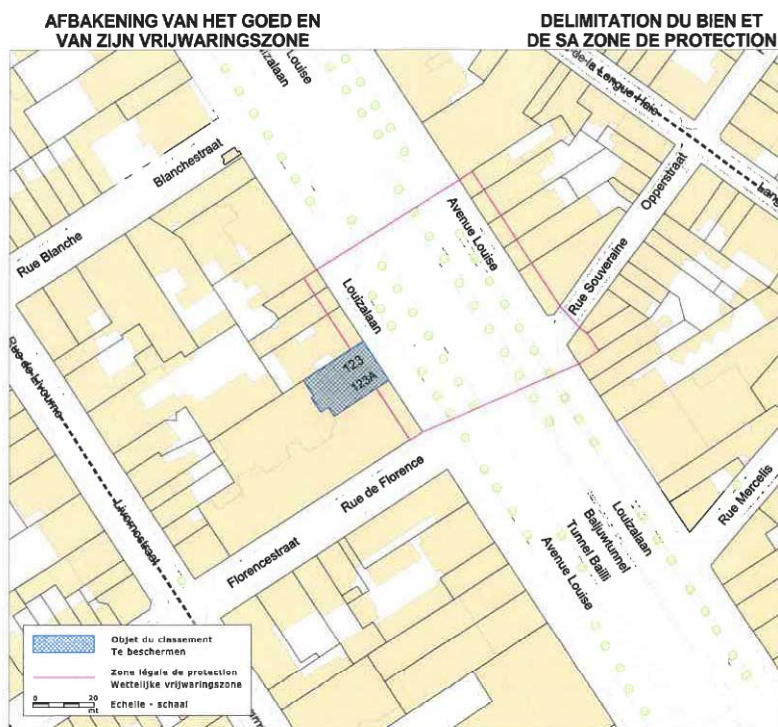 AFBAKENING VAN HET GOED EN
VAN ZIJN VRIJWARINGSZONE
DELIMITATION DU BIEN ET
DE SA ZONE DE PROTECTION
Louise
Louizalaan
de la Longue Haie
Blanchestraat
Avenue Louise
Opperstraat
Rue Souveraine
Rue Blanche
Louizalaan
123
123A
Rue de Livourne
Livornostraat
Rue de Florence
Florencestraat
Rue Mercelis
Louizalaan
Baljuwtunnel
Tunnel Bailli
Avenue Louise
Objet du classement
Te beschermen
Zone légale de protection
Wettelijke vrijwaringszone
0 20
mt
Echelle - schaal